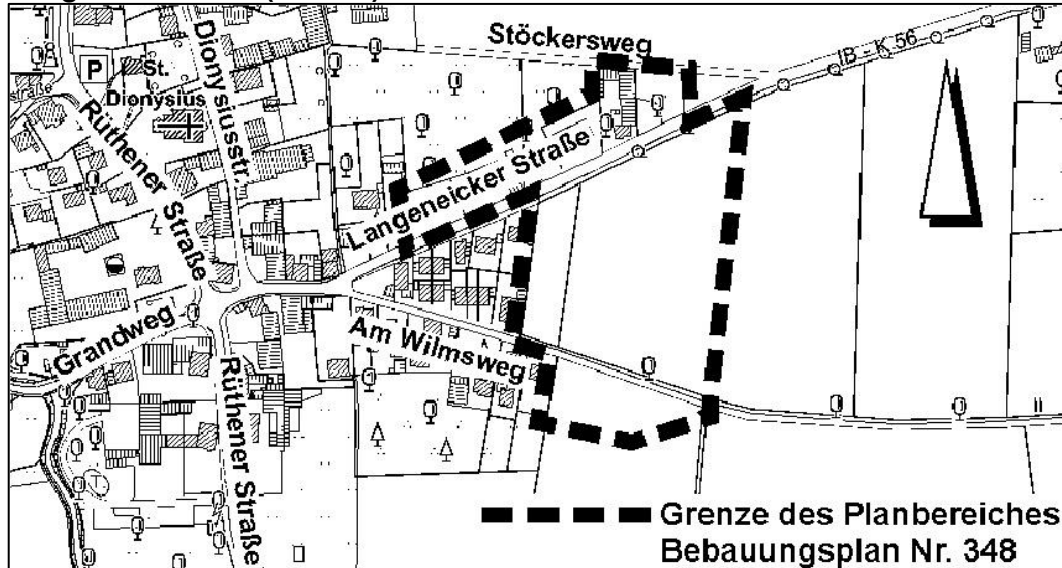 Stöckersweg
IB - K 56
P
St.
Dionysius
Dionysiusstr.
Rüthener Straße
Langeneicker Straße
Grandweg
Am Wilmsweg
Rüthener Straße
Grenze des Planbereiches
Bebauungsplan Nr. 348